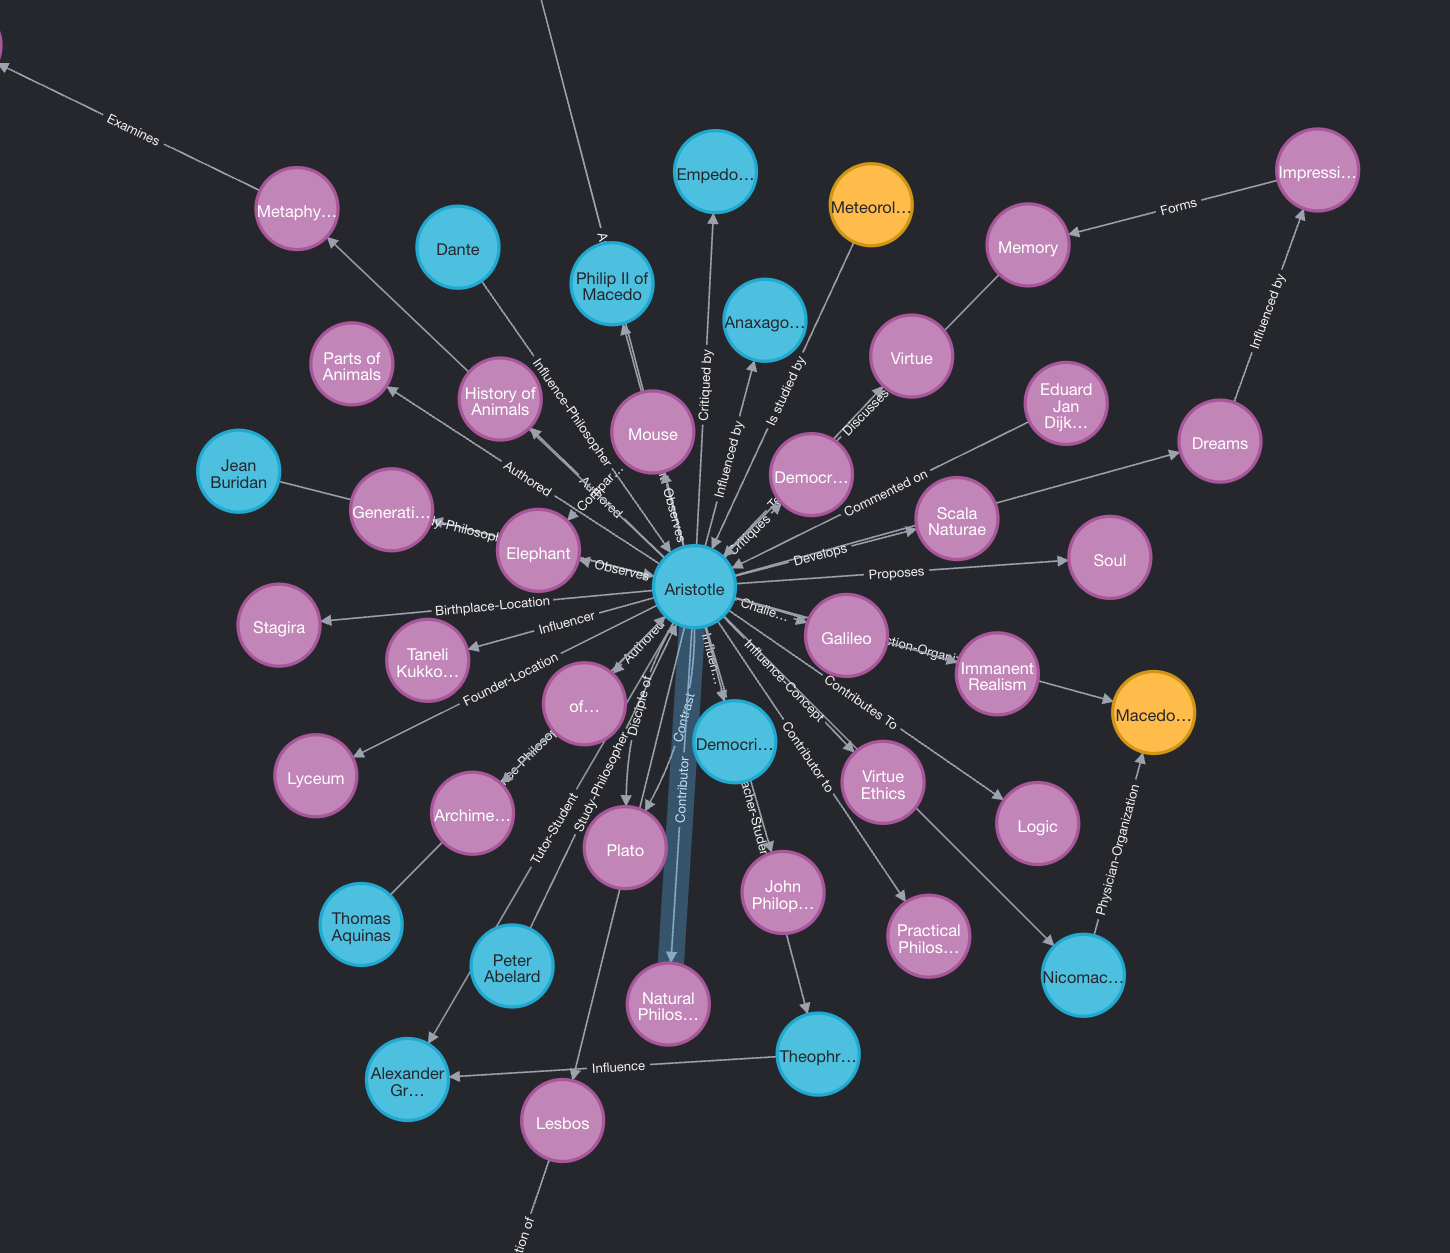 Examines
Metaphy...
Dante
A
Philip II of
Macedo
Empedo...
Meteorol...
Impressi...
Forms
Memory
Anaxago...
Influenced by
Parts of
Animals
History of
Animals
Influence-Philosopher
Mouse
Critiqued by
Is studied by
Virtue
Discusses
Eduard
Jan
Dijk...
Dreams
Jean
Buridan
Authored
Authored
Compar...
Observes
Influenced by
Democr...
Critiques
Commented on
Scala
Naturae
Generati...
y-Philosoph
Elephant
Observes
Aristotle
Develops
Proposes
Soul
Stagira
Birthplace-Location
Influencer
Taneli
Kukko...
Founder-Location
Authored
Challe...
Galileo
ction-Organi
Immanent
Realism
Macedo...
of...
Disciple of
Contrast
Contributor
Influen...
Influence-Concept
Contributes To
Contributor to
Democri...
Lyceum
Archime...
Study-Philosopher
Tutor-Student
Plato
acher-Studen
Virtue
Ethics
Logic
Physician-Organization
Thomas
Aquinas
Peter
Abelard
John
Philop...
Practical
Philos...
Natural
Philos...
Nicomac...
Alexander
Gr...
Influence
Theophr...
Lesbos
tion of